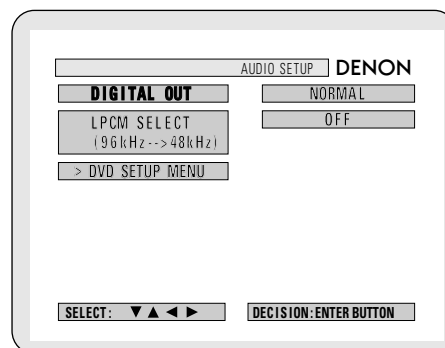 AUDIO SETUP DENON
DIGITAL OUT NORMAL
LPCM SELECT OFF
(96kHz-->48kHz)
> DVD SETUP MENU
SELECT: ▼ ▲ ◄ ► DECISION:ENTER BUTTON